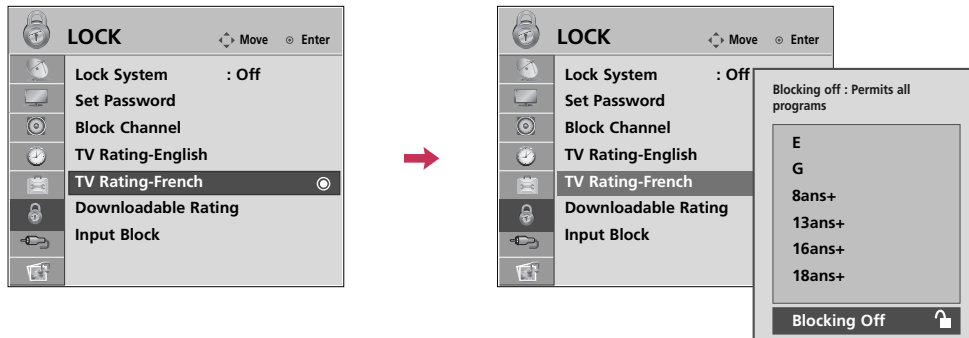 LOCK Move Enter
Lock System : Off
Set Password
Block Channel
TV Rating-English
TV Rating-French
Downloadable Rating
Input Block
LOCK Move Enter
Lock System : Off
Set Password
Block Channel
TV Rating-English
TV Rating-French
Downloadable Rating
Input Block
Blocking off : Permits all
programs
E
G
8ans+
13ans+
16ans+
18ans+
Blocking Off